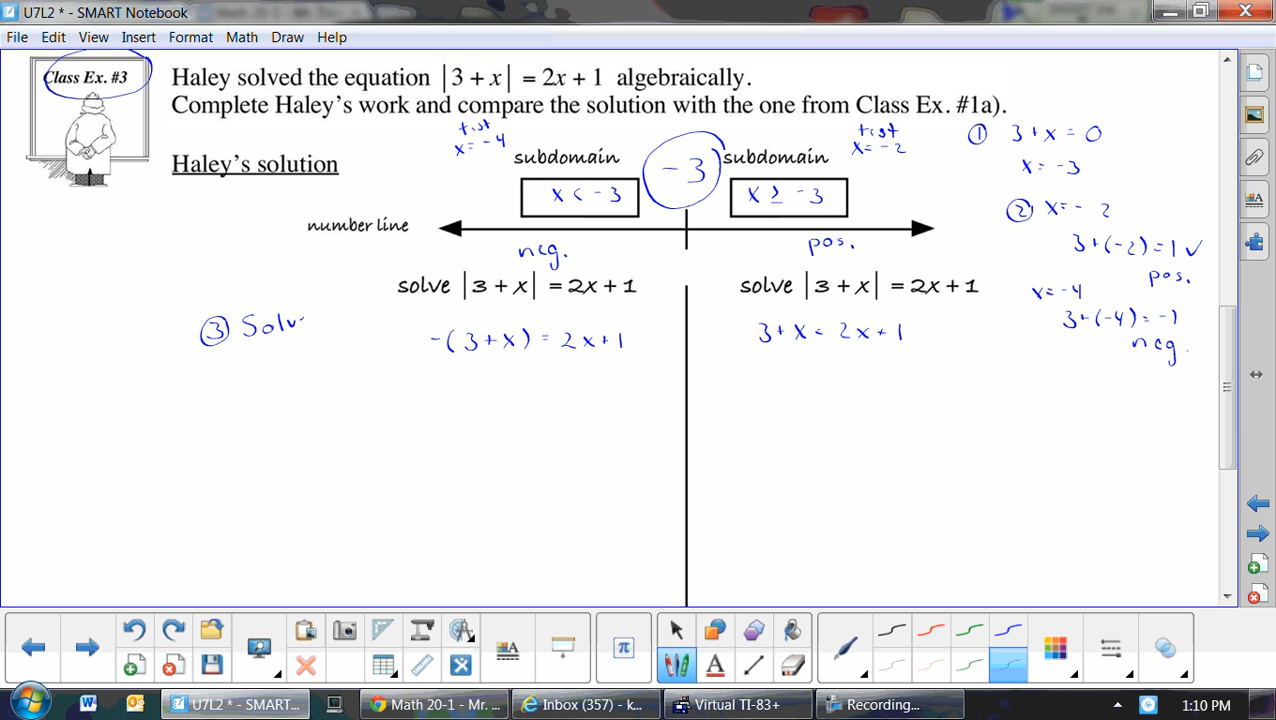 U7L2 * - SMART Notebook
File Edit View Insert Format Math Draw Help
Class Ex. #3
Haley solved the equation |3 + x| = 2x + 1 algebraically.
Complete Haley's work and compare the solution with the one from Class Ex. #1a).
Haley's solution
test
x = -4
subdomain
x < -3
-3
test
x = -2
subdomain
x ≥ -3
number line
neg.
pos.
solve |3 + x| = 2x + 1
solve |3 + x| = 2x + 1
③ Solv
-(3+x) = 2x+1
3+x = 2x+1
① 3+x = 0
x = -3
② x = -2
3+(-2) = 1 ✓
pos.
x = -4
3+(-4) = -1
neg.
π
A
U7L2 * - SMART...
Math 20-1 - Mr. ...
Inbox (357) - k...
Virtual TI-83+
Recording...
1:10 PM